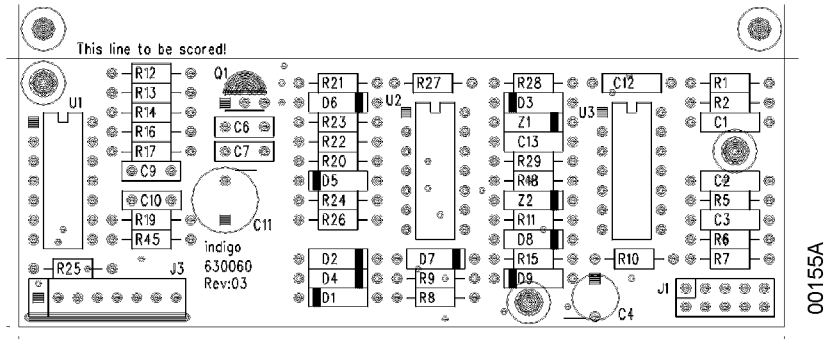 This line to be scored!
R12
Q1
R21
R27
R28
C12
R1
R13
U1
D6
U2
D3
U3
R2
R14
C6
R23
Z1
C1
R16
R22
C13
R17
C7
R20
R29
C9
D5
C2
C10
R24
Z2
R5
R19
C11
R26
R11
C3
R45
indigo
D8
R6
630060
D2
D7
R15
R10
R7
R25
J3
Rev:03
D4
R9
D9
J1
D1
R8
C4
00155A